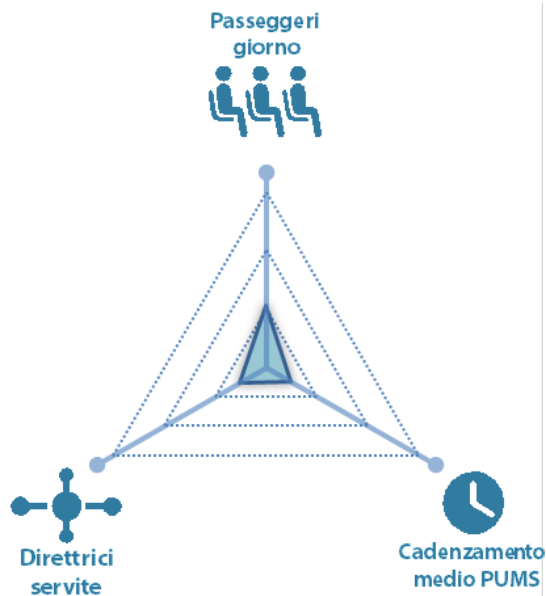 Passeggeri
giorno
Direttrici
servite
Cadenzamento
medio PUMS